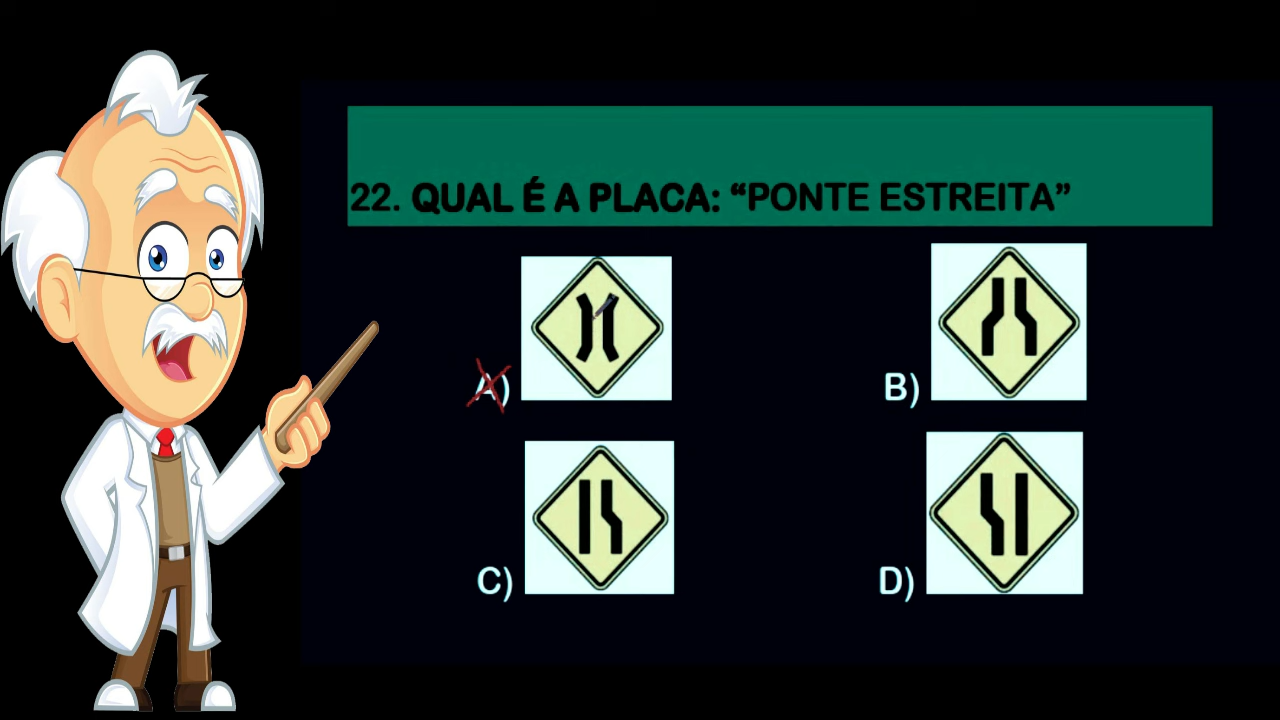 22. QUAL É A PLACA: “PONTE ESTREITA”
A)
B)
C)
D)